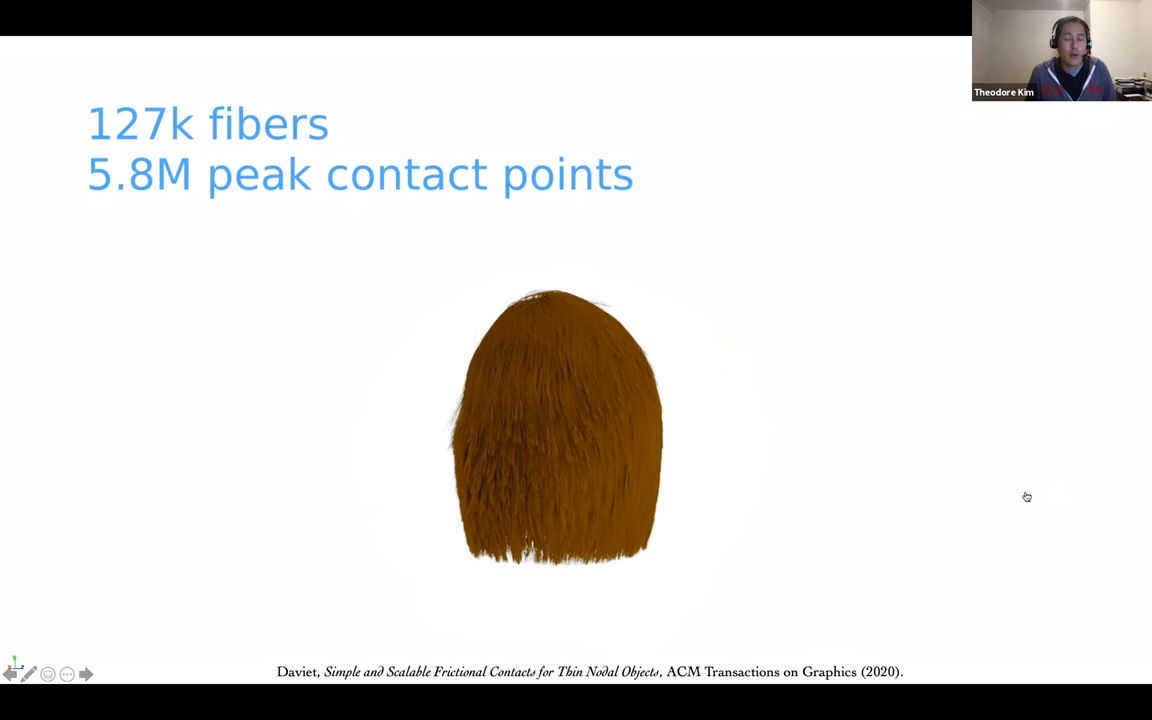 Theodore Kim
127k fibers
5.8M peak contact points
Daviet, Simple and Scalable Frictional Contacts for Thin Nodal Objects, ACM Transactions on Graphics (2020).